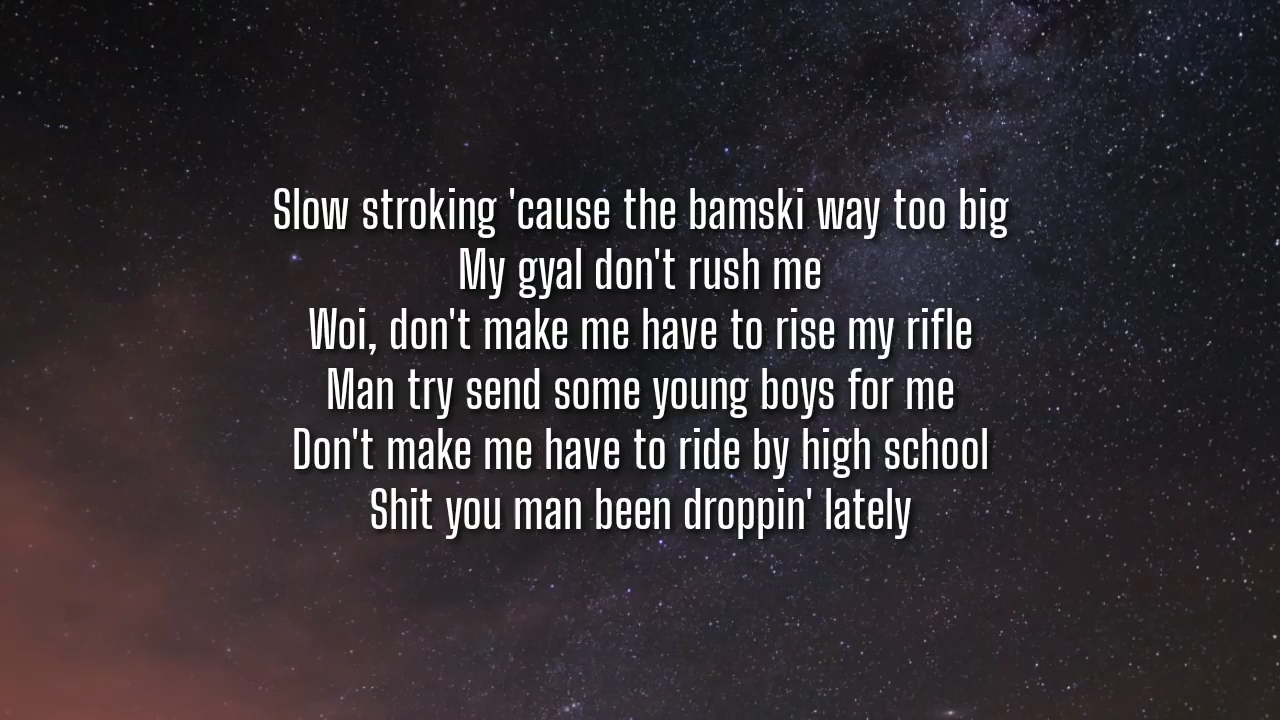 Slow stroking 'cause the bamski way too big
My gyal don't rush me
Woi, don't make me have to rise my rifle
Man try send some young boys for me
Don't make me have to ride by high school
Shit you man been droppin' lately